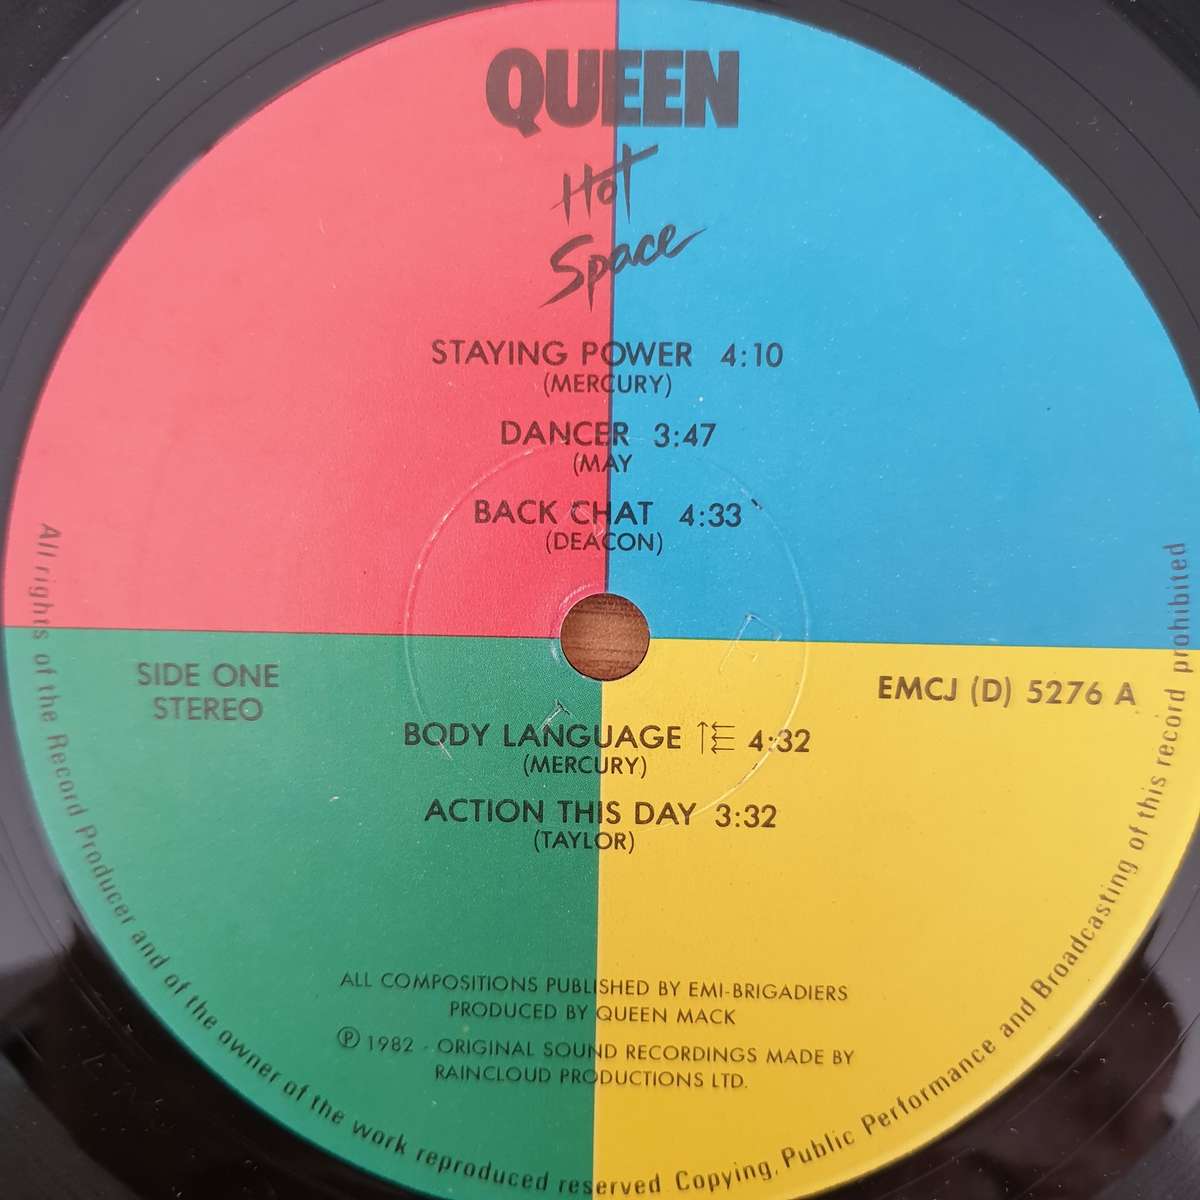 QUEEN
Hot
Space
STAYING POWER 4:10
(MERCURY)
DANCER 3:47
(MAY
BACK CHAT 4:33
(DEACON)
SIDE ONE
STEREO
EMCJ (D) 5276 A
BODY LANGUAGE 4:32
(MERCURY)
ACTION THIS DAY 3:32
(TAYLOR)
ALL COMPOSITIONS PUBLISHED BY EMI-BRIGADIERS
PRODUCED BY QUEEN MACK
℗ 1982 - ORIGINAL SOUND RECORDINGS MADE BY
RAINCLOUD PRODUCTIONS LTD.
All rights of the Record Producer and of the owner of the work reproduced reserved Copying, Public Performance and Broadcasting of this record prohibited